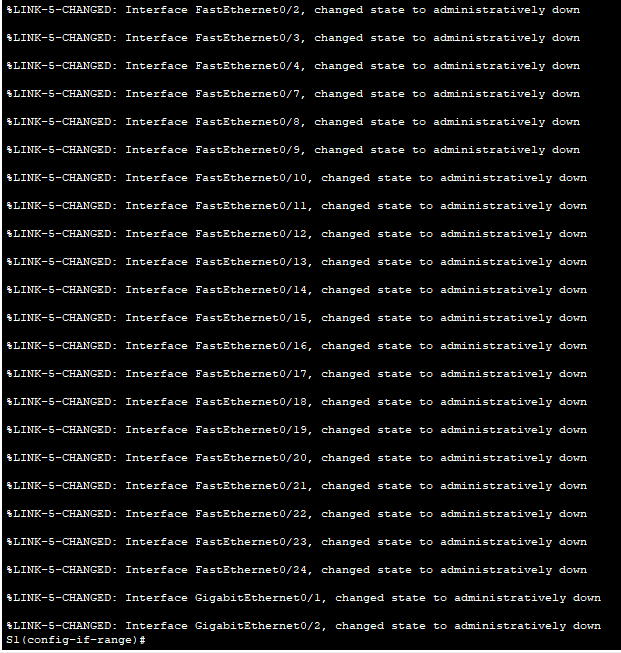 %LINK-5-CHANGED: Interface FastEthernet0/2, changed state to administratively down
%LINK-5-CHANGED: Interface FastEthernet0/3, changed state to administratively down
%LINK-5-CHANGED: Interface FastEthernet0/4, changed state to administratively down
%LINK-5-CHANGED: Interface FastEthernet0/7, changed state to administratively down
%LINK-5-CHANGED: Interface FastEthernet0/8, changed state to administratively down
%LINK-5-CHANGED: Interface FastEthernet0/9, changed state to administratively down
%LINK-5-CHANGED: Interface FastEthernet0/10, changed state to administratively down
%LINK-5-CHANGED: Interface FastEthernet0/11, changed state to administratively down
%LINK-5-CHANGED: Interface FastEthernet0/12, changed state to administratively down
%LINK-5-CHANGED: Interface FastEthernet0/13, changed state to administratively down
%LINK-5-CHANGED: Interface FastEthernet0/14, changed state to administratively down
%LINK-5-CHANGED: Interface FastEthernet0/15, changed state to administratively down
%LINK-5-CHANGED: Interface FastEthernet0/16, changed state to administratively down
%LINK-5-CHANGED: Interface FastEthernet0/17, changed state to administratively down
%LINK-5-CHANGED: Interface FastEthernet0/18, changed state to administratively down
%LINK-5-CHANGED: Interface FastEthernet0/19, changed state to administratively down
%LINK-5-CHANGED: Interface FastEthernet0/20, changed state to administratively down
%LINK-5-CHANGED: Interface FastEthernet0/21, changed state to administratively down
%LINK-5-CHANGED: Interface FastEthernet0/22, changed state to administratively down
%LINK-5-CHANGED: Interface FastEthernet0/23, changed state to administratively down
%LINK-5-CHANGED: Interface FastEthernet0/24, changed state to administratively down
%LINK-5-CHANGED: Interface GigabitEthernet0/1, changed state to administratively down
%LINK-5-CHANGED: Interface GigabitEthernet0/2, changed state to administratively down
S1(config-if-range)#